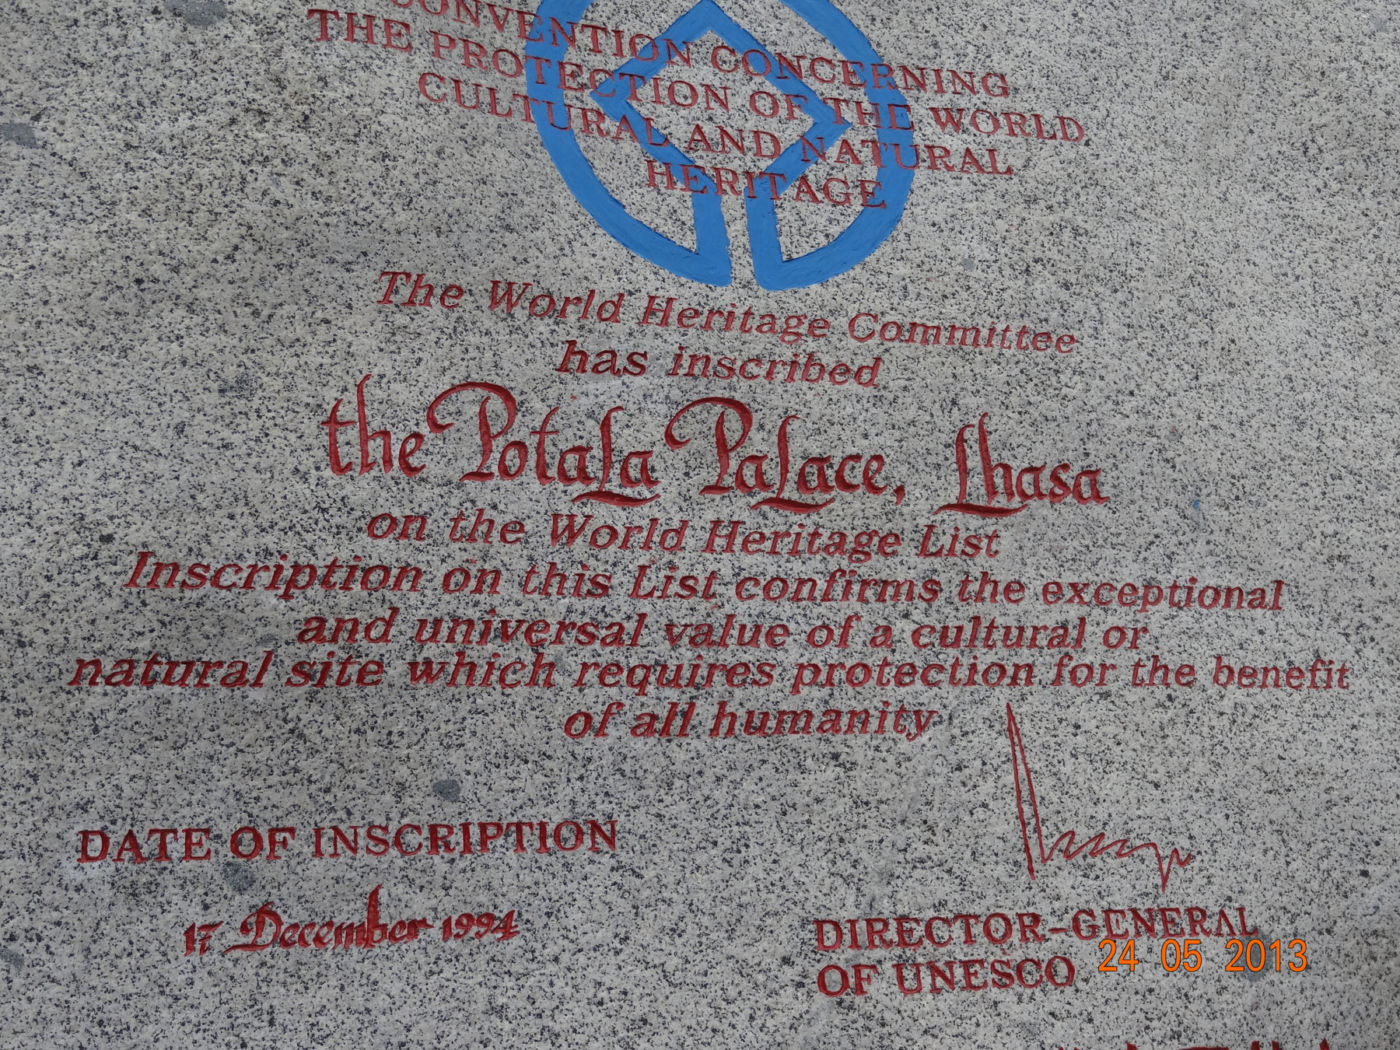 CONVENTION CONCERNING
THE PROTECTION OF THE WORLD
CULTURAL AND NATURAL
HERITAGE
The World Heritage Committee
has inscribed
the Potala Palace, Lhasa
on the World Heritage List
Inscription on this List confirms the exceptional
and universal value of a cultural or
natural site which requires protection for the benefit
of all humanity
DATE OF INSCRIPTION
17 December 1994
DIRECTOR-GENERAL
OF UNESCO
24 05 2013